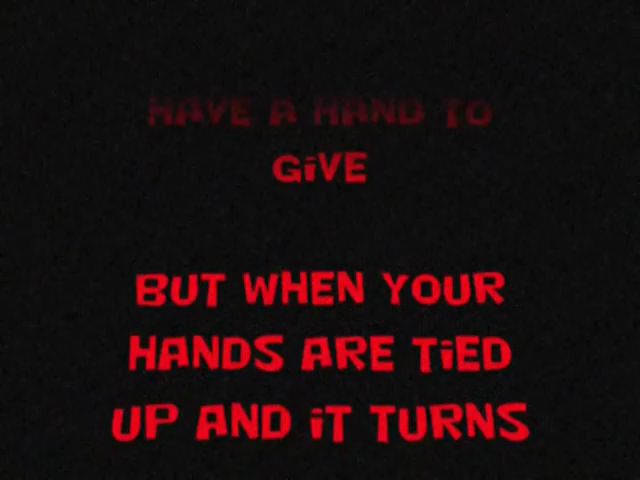 HAVE A HAND TO
GiVE
BUT WHEN YOUR
HANDS ARE TiED
UP AND iT TURNS